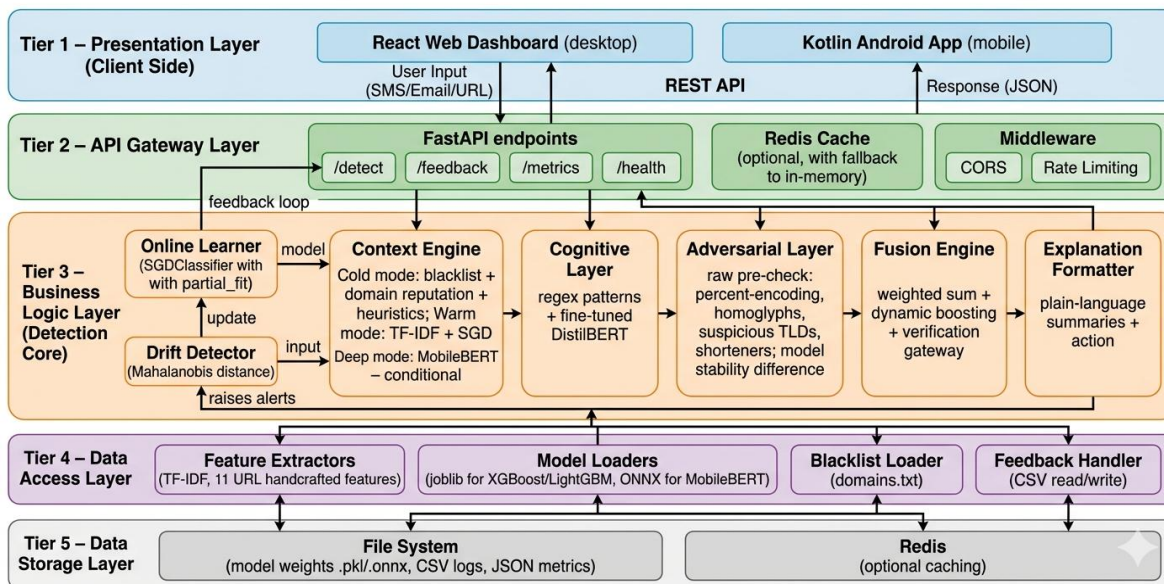 Tier 1 – Presentation Layer
(Client Side)
React Web Dashboard (desktop)
Kotlin Android App (mobile)
User Input
(SMS/Email/URL)
REST API
Response (JSON)
Tier 2 – API Gateway Layer
FastAPI endpoints
/detect
/feedback
/metrics
/health
Redis Cache
(optional, with fallback
to in-memory)
Middleware
CORS
Rate Limiting
feedback loop
Tier 3 –
Business
Logic Layer
(Detection
Core)
Online Learner
(SGDClassifier with
with partial_fit)
model
update
Drift Detector
(Mahalanobis distance)
input
raises alerts
Context Engine
Cold mode: blacklist +
domain reputation +
heuristics; Warm
mode: TF-IDF + SGD
Deep mode: MobileBERT
– conditional
Cognitive
Layer
regex patterns
+ fine-tuned
DistilBERT
Adversarial Layer
raw pre-check:
percent-encoding,
homoglyphs,
suspicious TLDs,
shorteners; model
stability difference
Fusion Engine
weighted sum +
dynamic boosting +
verification
gateway
Explanation
Formatter
plain-language
summaries +
action
Tier 4 – Data
Access Layer
Feature Extractors
(TF-IDF, 11 URL handcrafted features)
Model Loaders
(joblib for XGBoost/LightGBM, ONNX for MobileBERT)
Blacklist Loader
(domains.txt)
Feedback Handler
(CSV read/write)
Tier 5 – Data
Storage Layer
File System
(model weights .pkl/.onnx, CSV logs, JSON metrics)
Redis
(optional caching)